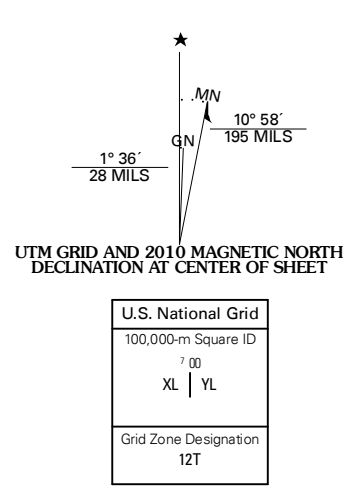 ★
MN
10° 58´
195 MILS
GN
1° 36´
28 MILS
UTM GRID AND 2010 MAGNETIC NORTH
DECLINATION AT CENTER OF SHEET
U.S. National Grid
100,000-m Square ID
7 00
XL | YL
Grid Zone Designation
12T